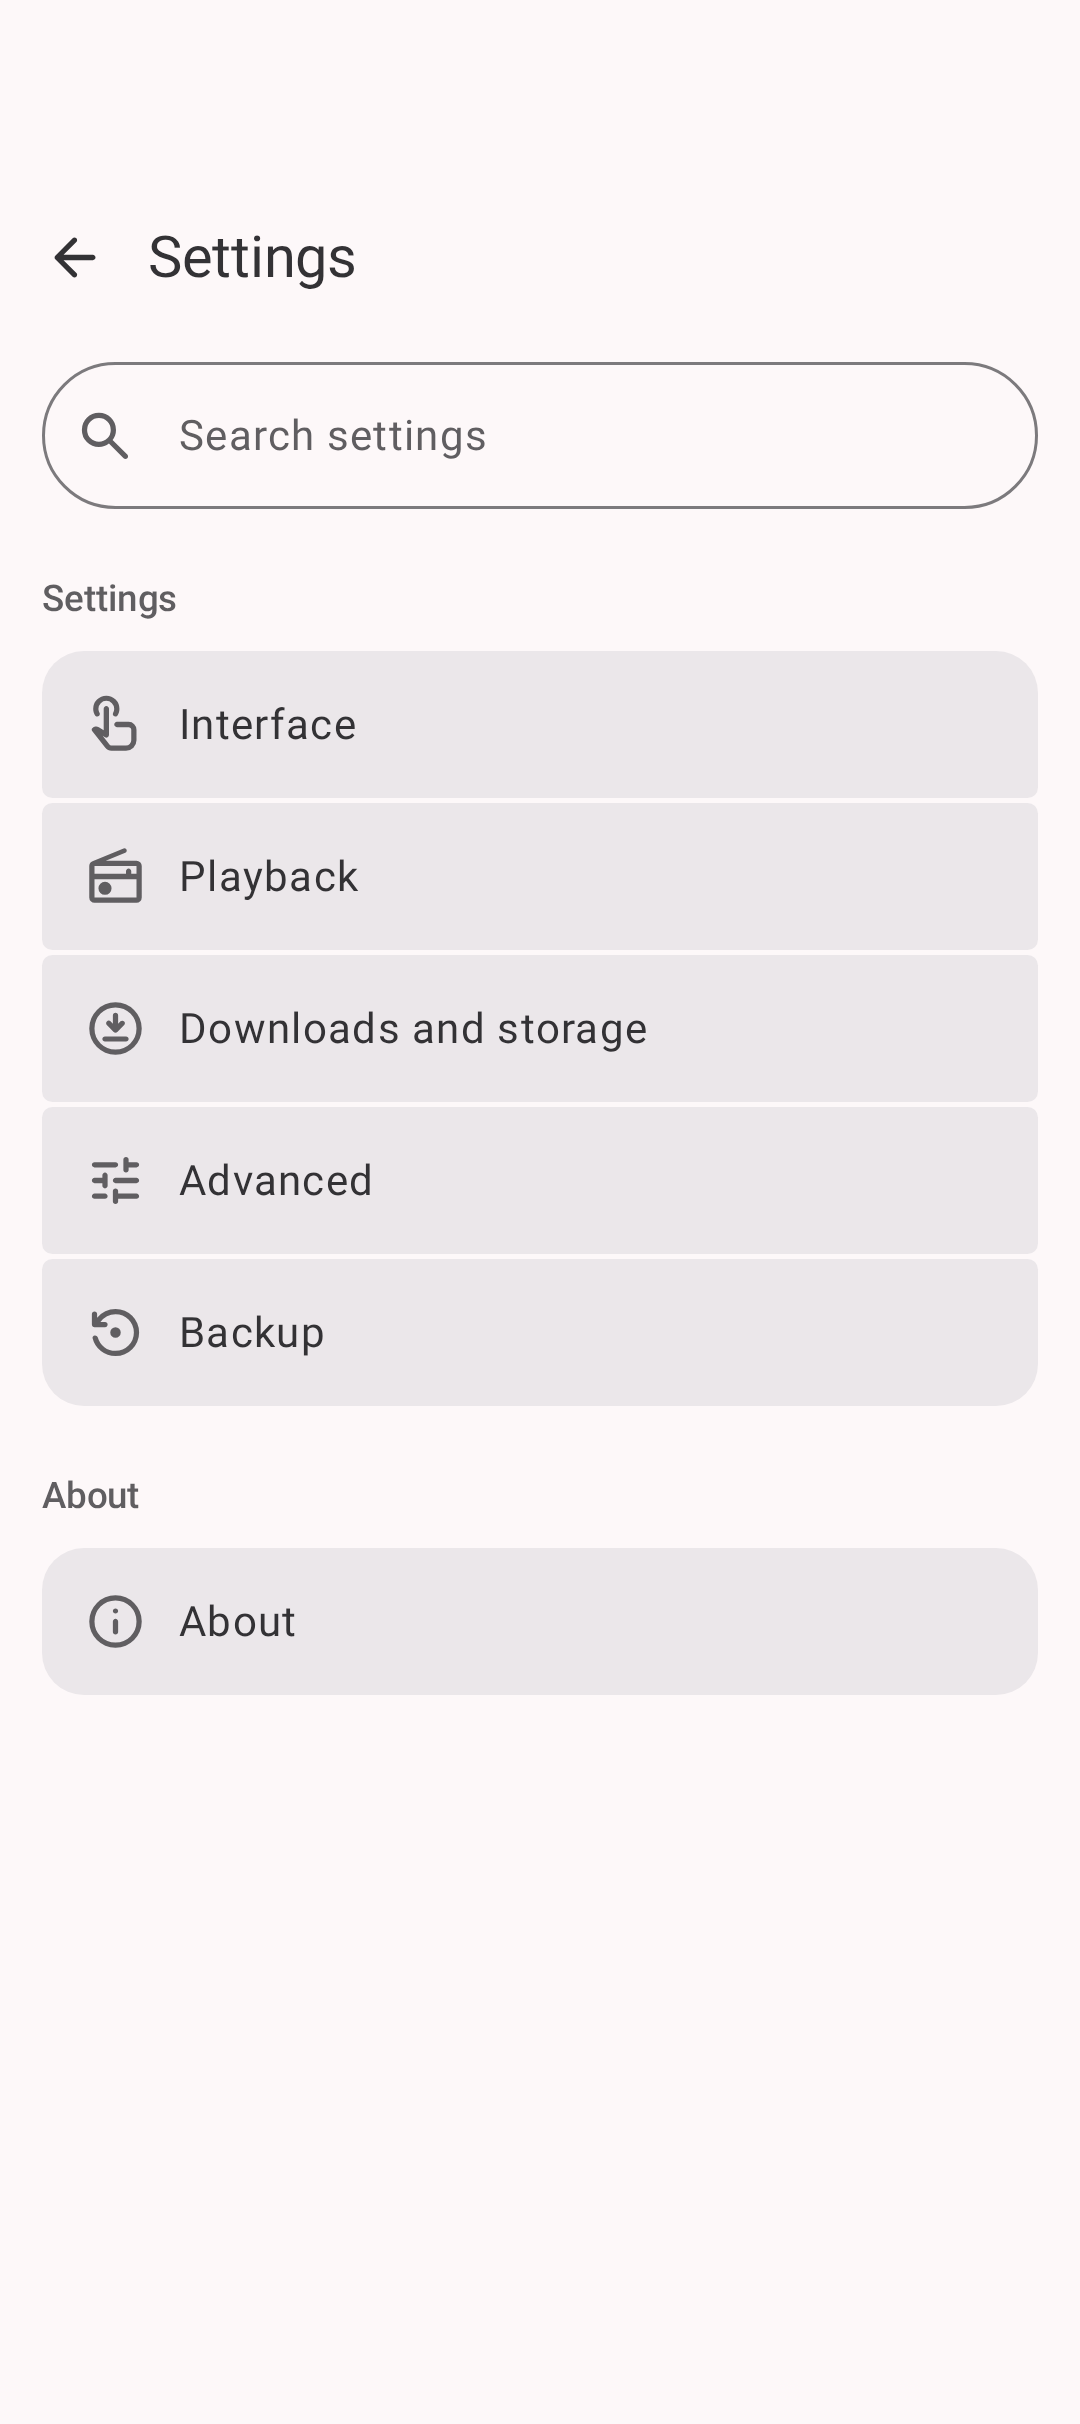 Settings
Search settings
Settings
Interface
Playback
Downloads and storage
Advanced
Backup
About
About